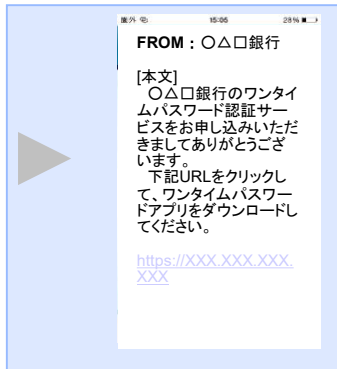 圏外 15:05 28%
FROM：〇△□銀行
[本文]
　〇△□銀行のワンタイ
ムパスワード認証サー
ビスをお申し込みいただ
きましてありがとうござ
います。
　下記URLをクリックし
て、ワンタイムパスワー
ドアプリをダウンロードし
てください。
https://XXX.XXX.XXX.
XXX